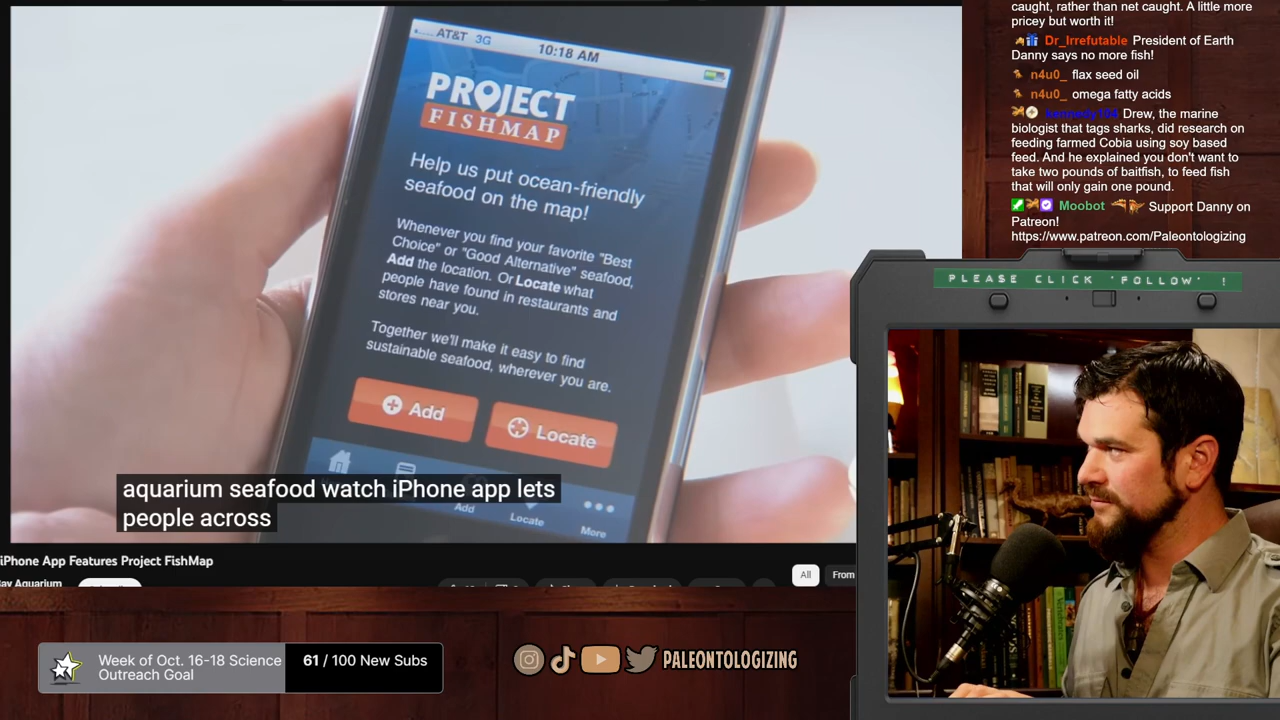 AT&T 3G
10:18 AM
PROJECT
FISHMAP
Help us put ocean-friendly
seafood on the map!
Whenever you find your favorite "Best
Choice" or "Good Alternative" seafood,
Add the location. Or Locate what
people have found in restaurants and
stores near you.
Together we'll make it easy to find
sustainable seafood, wherever you are.
Add
Locate
Add
Locate
More
aquarium seafood watch iPhone app lets
people across
iPhone App Features Project FishMap
Bay Aquarium
All
From
caught, rather than net caught. A little more
pricey but worth it!
Dr_Irrefutable President of Earth
Danny says no more fish!
n4u0_ flax seed oil
n4u0_ omega fatty acids
Drew, the marine
biologist that tags sharks, did research on
feeding farmed Cobia using soy based
feed. And he explained you don't want to
take two pounds of baitfish, to feed fish
that will only gain one pound.
Moobot Support Danny on
Patreon!
https://www.patreon.com/Paleontologizing
PLEASE CLICK 'FOLLOW' !
Week of Oct. 16-18 Science
Outreach Goal
61 / 100 New Subs
PALEONTOLOGIZING